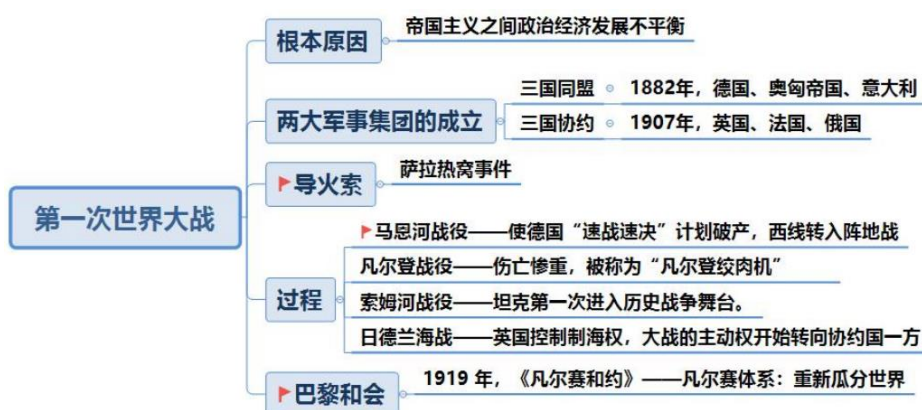 根本原因
帝国主义之间政治经济发展不平衡
两大军事集团的成立
三国同盟
1882年，德国、奥匈帝国、意大利
三国协约
1907年，英国、法国、俄国
导火索
萨拉热窝事件
第一次世界大战
过程
马恩河战役——使德国“速战速决”计划破产，西线转入阵地战
凡尔登战役——伤亡惨重，被称为“凡尔登绞肉机”
索姆河战役——坦克第一次进入历史战争舞台。
日德兰海战——英国控制制海权，大战的主动权开始转向协约国一方
巴黎和会
1919 年，《凡尔赛和约》——凡尔赛体系：重新瓜分世界